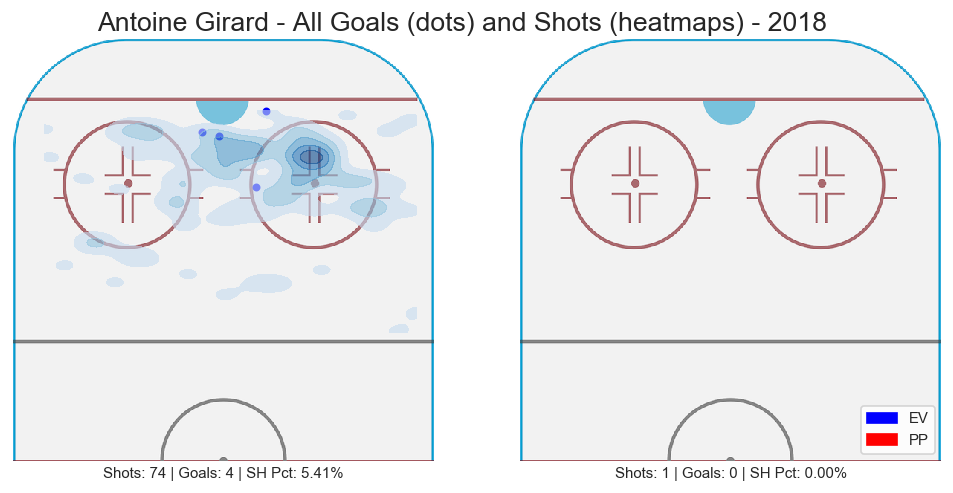 Antoine Girard - All Goals (dots) and Shots (heatmaps) - 2018
EV
PP
Shots: 74 | Goals: 4 | SH Pct: 5.41%
Shots: 1 | Goals: 0 | SH Pct: 0.00%